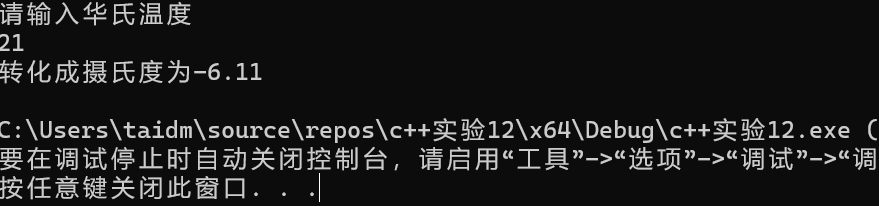 请输入华氏温度
21
转化成摄氏度为-6.11
C:\Users\taidm\source\repos\c++实验12\x64\Debug\c++实验12.exe (
要在调试停止时自动关闭控制台，请启用“工具”->“选项”->“调试”->“调
按任意键关闭此窗口. . .